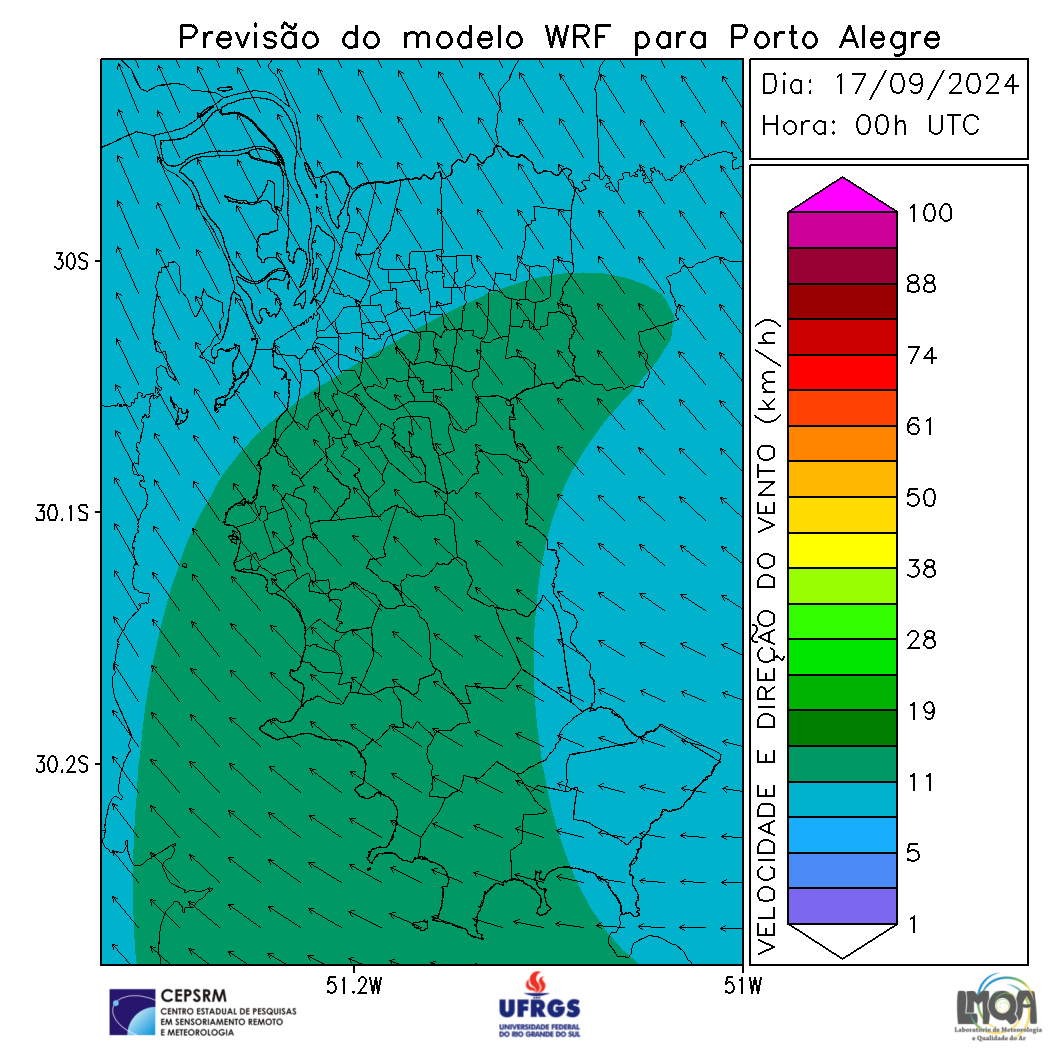 Previsão do modelo WRF para Porto Alegre
Dia: 17/09/2024
Hora: 00h UTC
30S
30.1S
30.2S
51.2W
51W
VELOCIDADE E DIREÇÃO DO VENTO (km/h)
100
88
74
61
50
38
28
19
11
5
1
CEPSRM
CENTRO ESTADUAL DE PESQUISAS
EM SENSORIAMENTO REMOTO
E METEOROLOGIA
UFRGS
UNIVERSIDADE FEDERAL
DO RIO GRANDE DO SUL
LMQA
Laboratório de Meteorologia
e Qualidade do Ar